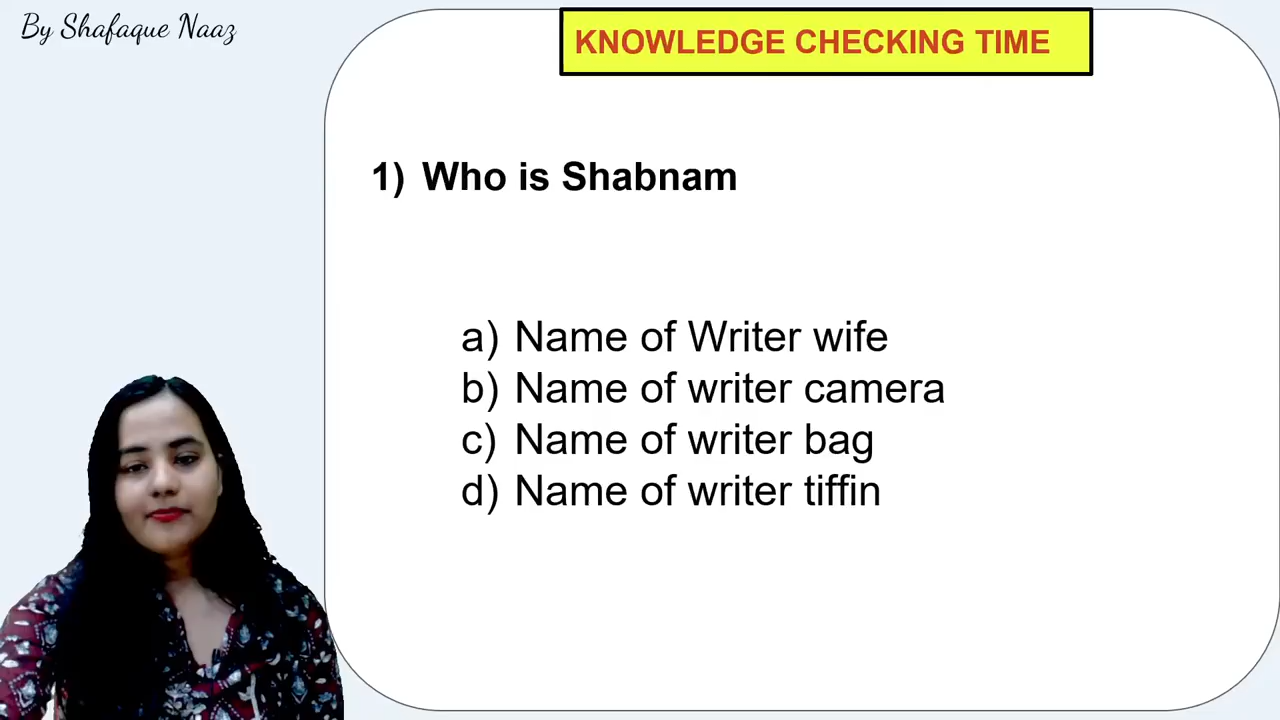 By Shafaque Naaz
KNOWLEDGE CHECKING TIME
1) Who is Shabnam
a) Name of Writer wife
b) Name of writer camera
c) Name of writer bag
d) Name of writer tiffin